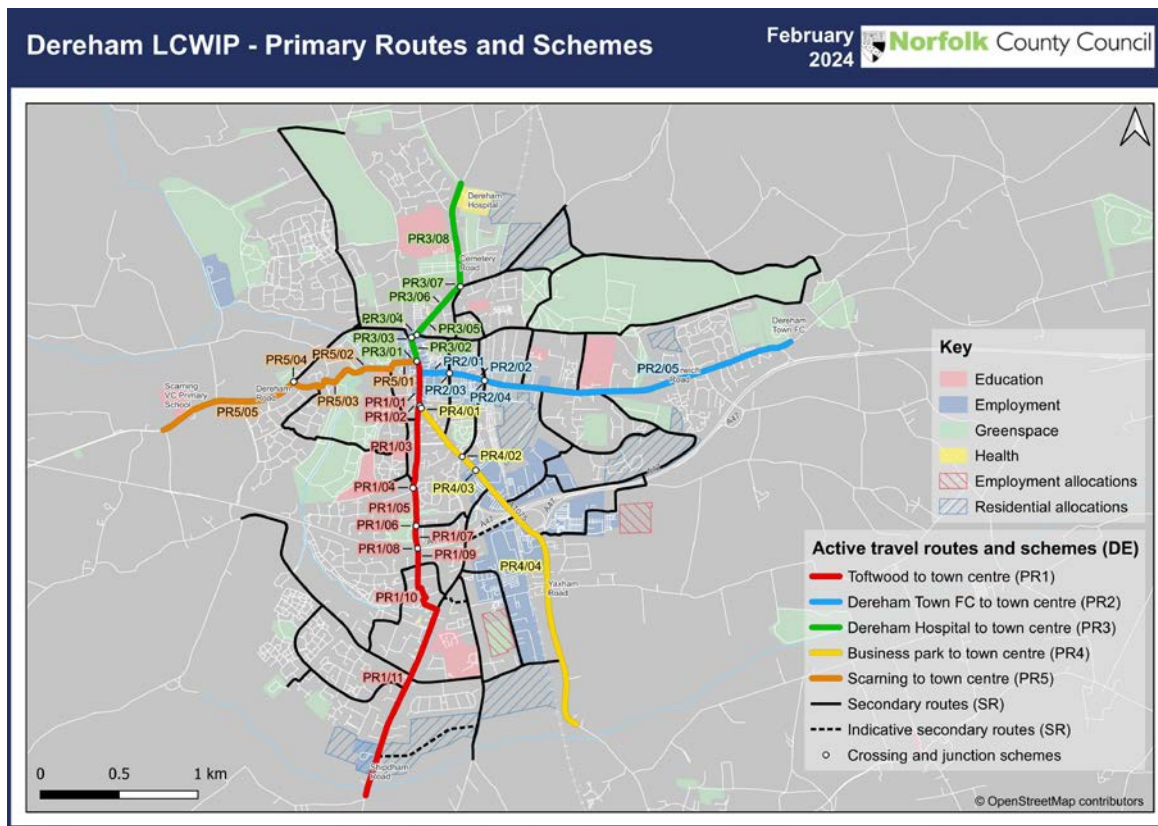 Dereham LCWIP - Primary Routes and Schemes
February
2024
Norfolk County Council
Dereham
Hospital
PR3/08
Cemetery
Road
PR3/07
PR3/06
PR3/04
PR3/05
PR3/03
PR3/02
PR3/01
Dereham
Town FC
PR5/04
PR5/02
PR2/01
PR2/02
PR2/05
Road
Scarning
VC Primary
School
Dereham
Road
PR5/01
PR5/03
PR2/03
PR2/04
PR5/05
PR1/01
PR4/01
PR1/02
A47
PR1/03
PR4/02
PR4/03
PR1/04
PR1/05
A47
A47
PR1/06
PR1/07
PR1/08
PR1/09
PR4/04
Yaxham
Road
PR1/10
PR1/11
Shipdham
Road
Key
Education
Employment
Greenspace
Health
Employment allocations
Residential allocations
Active travel routes and schemes (DE)
Toftwood to town centre (PR1)
Dereham Town FC to town centre (PR2)
Dereham Hospital to town centre (PR3)
Business park to town centre (PR4)
Scarning to town centre (PR5)
Secondary routes (SR)
Indicative secondary routes (SR)
Crossing and junction schemes
0 0.5 1 km
© OpenStreetMap contributors